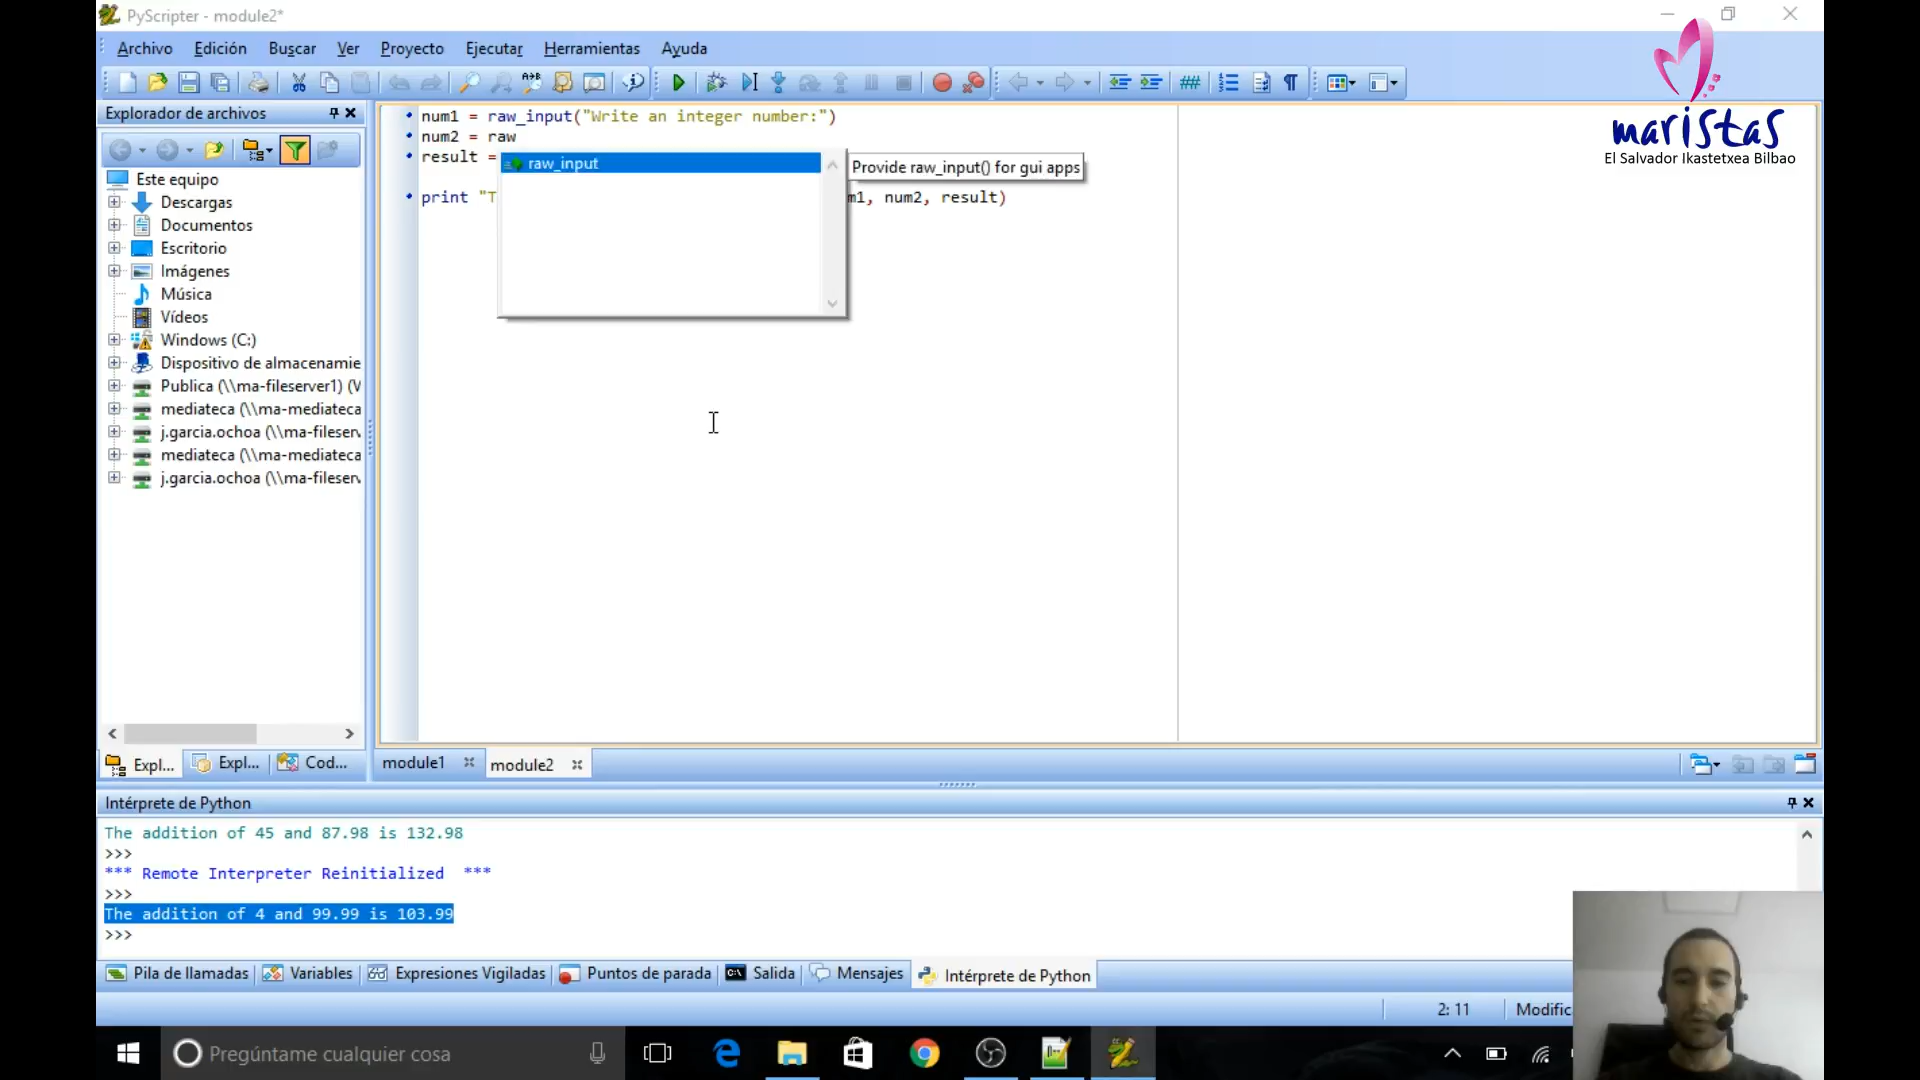 PyScripter - module2*
Archivo Edición Buscar Ver Proyecto Ejecutar Herramientas Ayuda
maristas
El Salvador Ikastetxea Bilbao
Explorador de archivos
Este equipo
Descargas
Documentos
Escritorio
Imágenes
Música
Vídeos
Windows (C:)
Dispositivo de almacenamie
Publica (\\ma-fileserver1) (V
mediateca (\\ma-mediateca
j.garcia.ochoa (\\ma-fileserv
mediateca (\\ma-mediateca
j.garcia.ochoa (\\ma-fileserv
Expl... Expl... Cod...
num1 = raw_input("Write an integer number:")
num2 = raw
result =
raw_input
Provide raw_input() for gui apps
print "T m1, num2, result)
module1 module2
Intérprete de Python
The addition of 45 and 87.98 is 132.98
>>>
*** Remote Interpreter Reinitialized ***
>>>
The addition of 4 and 99.99 is 103.99
>>>
Pila de llamadas Variables Expresiones Vigiladas Puntos de parada Salida Mensajes Intérprete de Python
2: 11 Modific
Pregúntame cualquier cosa